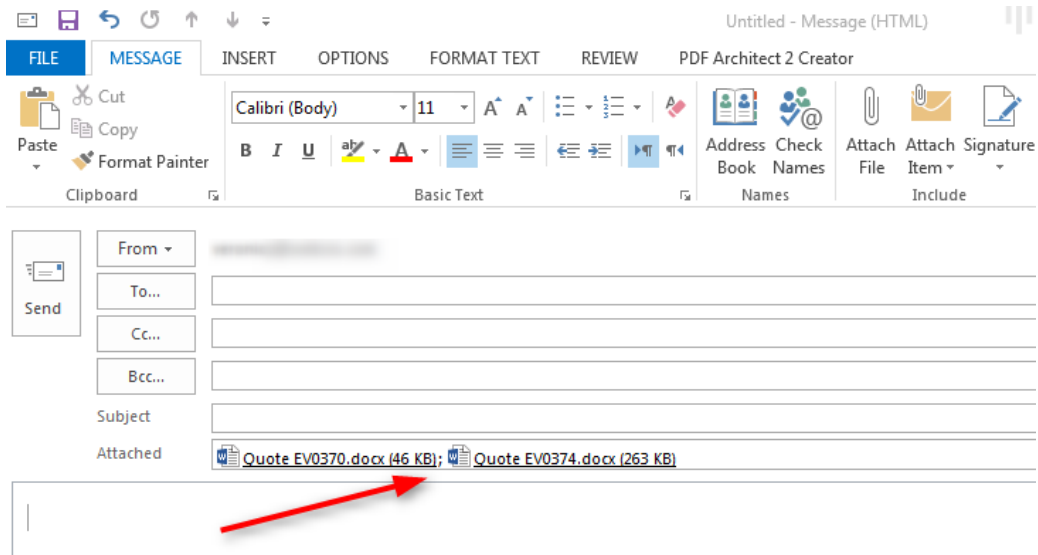 Untitled - Message (HTML)
FILE MESSAGE INSERT OPTIONS FORMAT TEXT REVIEW PDF Architect 2 Creator
Cut
Copy
Paste
Format Painter
Calibri (Body) 11
B I U
Address Book
Check Names
Attach File
Attach Item
Signature
Clipboard Basic Text Names Include
From
To...
Send
Cc...
Bcc...
Subject
Attached Quote EV0370.docx (46 KB); Quote EV0374.docx (263 KB)